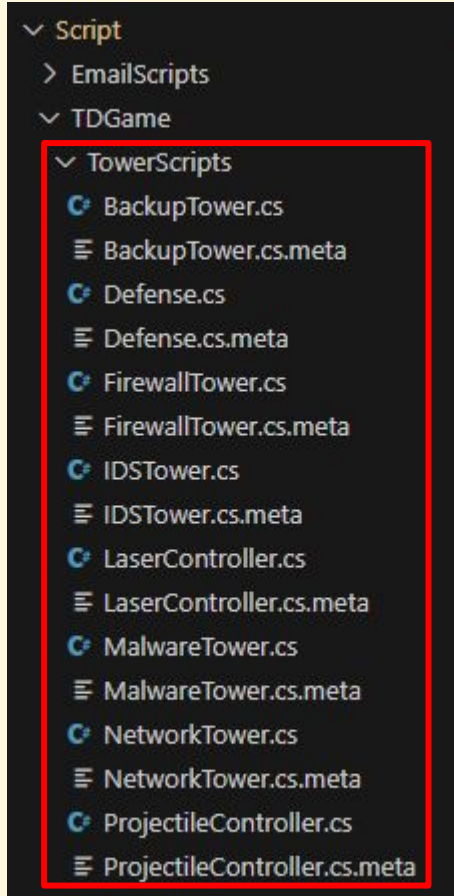 Script
EmailScripts
TDGame
TowerScripts
BackupTower.cs
BackupTower.cs.meta
Defense.cs
Defense.cs.meta
FirewallTower.cs
FirewallTower.cs.meta
IDSTower.cs
IDSTower.cs.meta
LaserController.cs
LaserController.cs.meta
MalwareTower.cs
MalwareTower.cs.meta
NetworkTower.cs
NetworkTower.cs.meta
ProjectileController.cs
ProjectileController.cs.meta